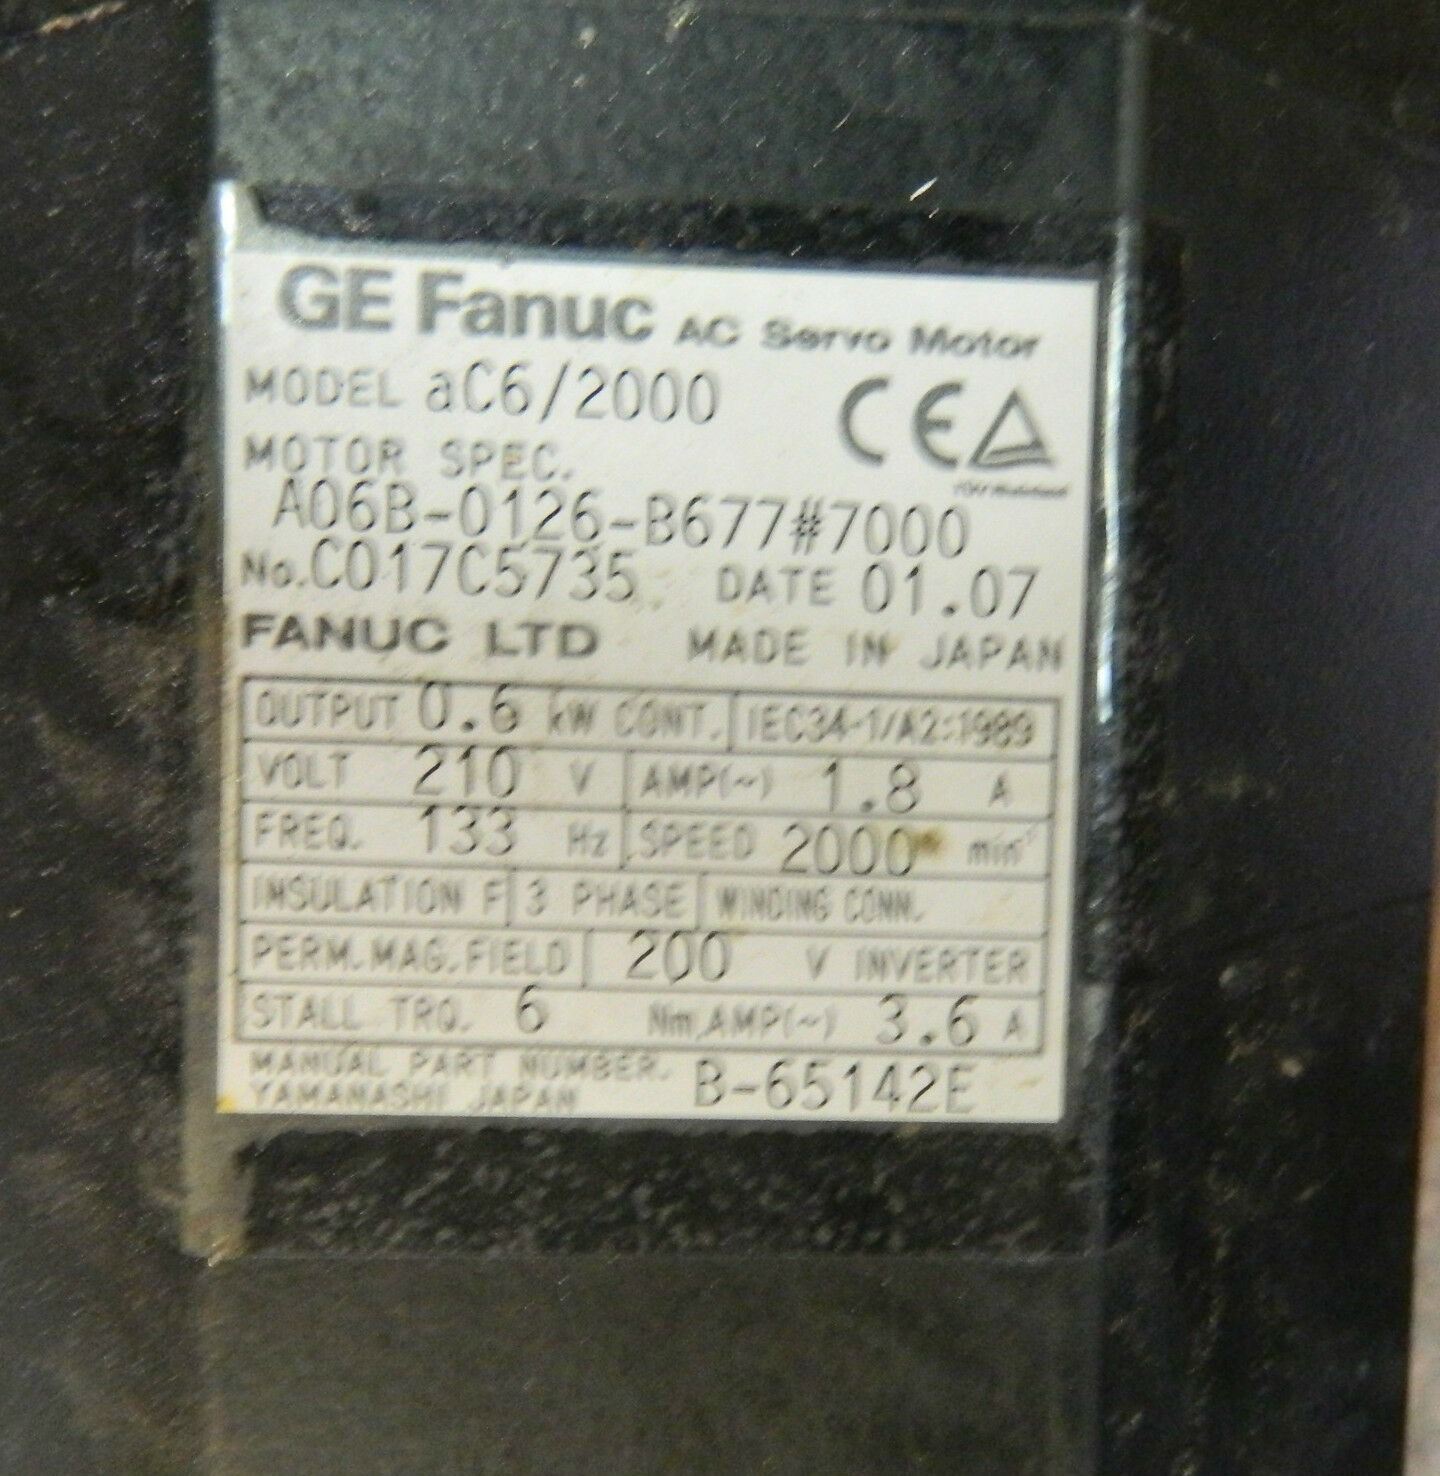 GE Fanuc AC Servo Motor
MODEL aC6/2000 CE
MOTOR SPEC.
A06B-0126-B677#7000
No.C017C5735 DATE 01.07
FANUC LTD MADE IN JAPAN
OUTPUT 0.6 kW CONT. IEC34-1/A2:1989
VOLT 210 V AMP(~) 1.8 A
FREQ. 133 Hz SPEED 2000 min⁻¹
INSULATION F 3 PHASE WINDING CONN.
PERM.MAG.FIELD 200 V INVERTER
STALL TRQ. 6 Nm,AMP(~) 3.6 A
MANUAL PART NUMBER. B-65142E
YAMANASHI JAPAN